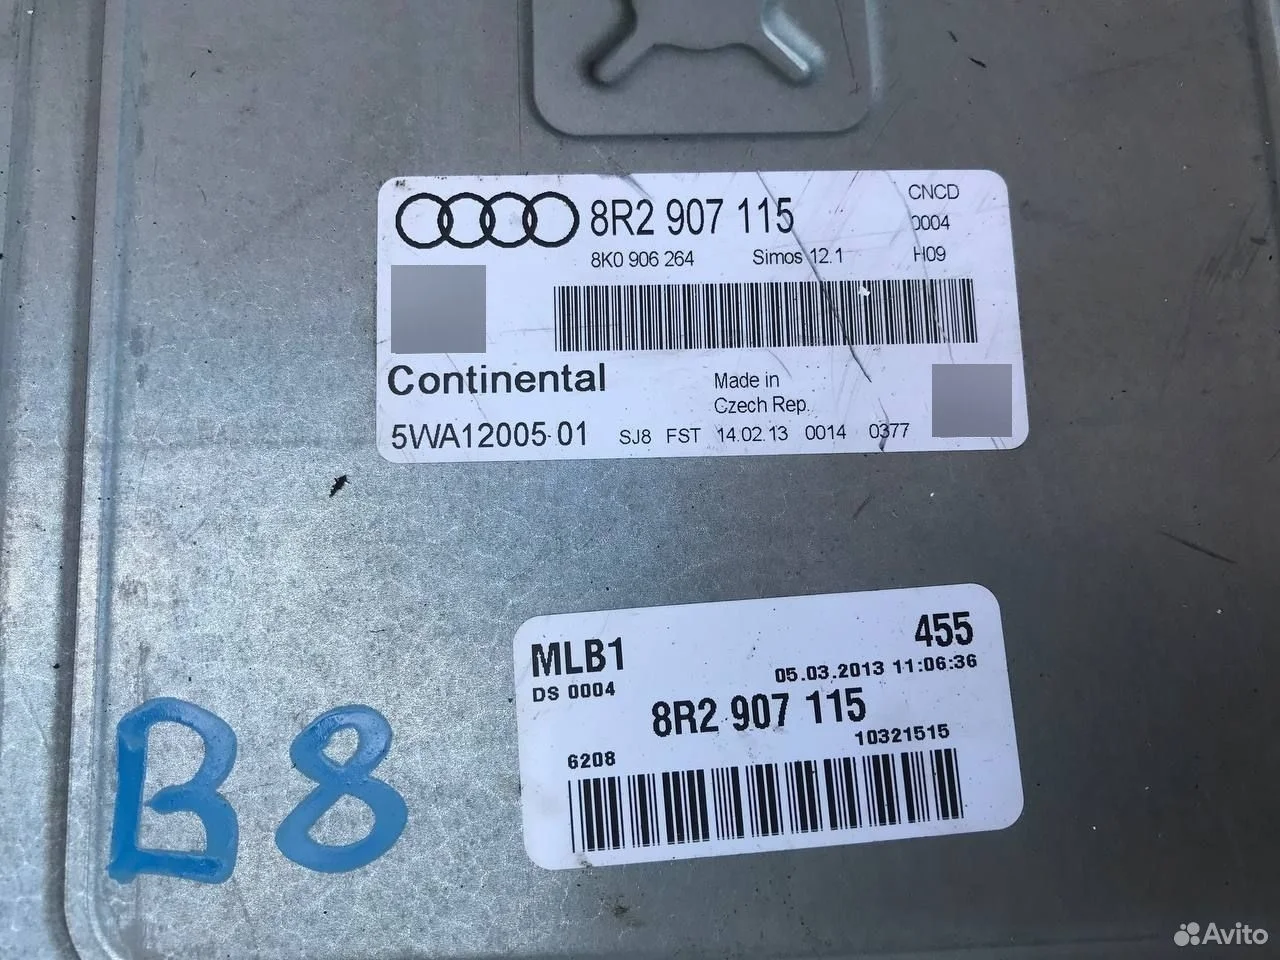 8R2 907 115
CNCD
0004
8K0 906 264 Simos 12.1 H09
Continental
Made in
Czech Rep.
5WA12005 01 SJ8 FST 14.02.13 0014 0377
MLB1 455
DS 0004 05.03.2013 11:06:36
8R2 907 115
6208 10321515
B8
Avito